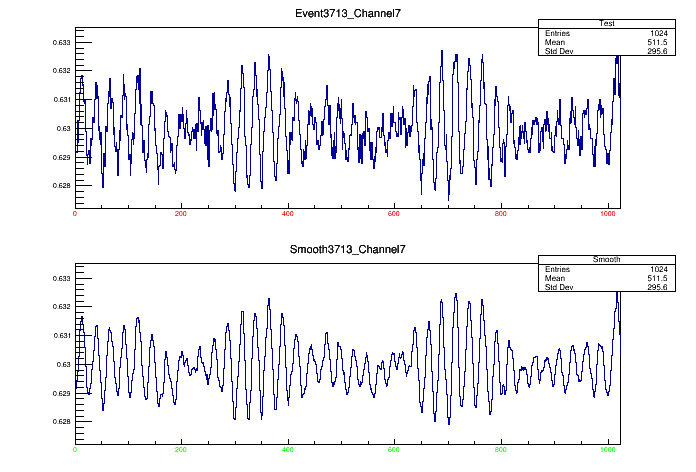 Event3713_Channel7
Test
Entries 1024
Mean 511.5
Std Dev 295.6
0.633
0.632
0.631
0.63
0.629
0.628
0 200 400 600 800 1000
Smooth3713_Channel7
Smooth
Entries 1024
Mean 511.5
Std Dev 295.6
0.633
0.632
0.631
0.63
0.629
0.628
0 200 400 600 800 1000